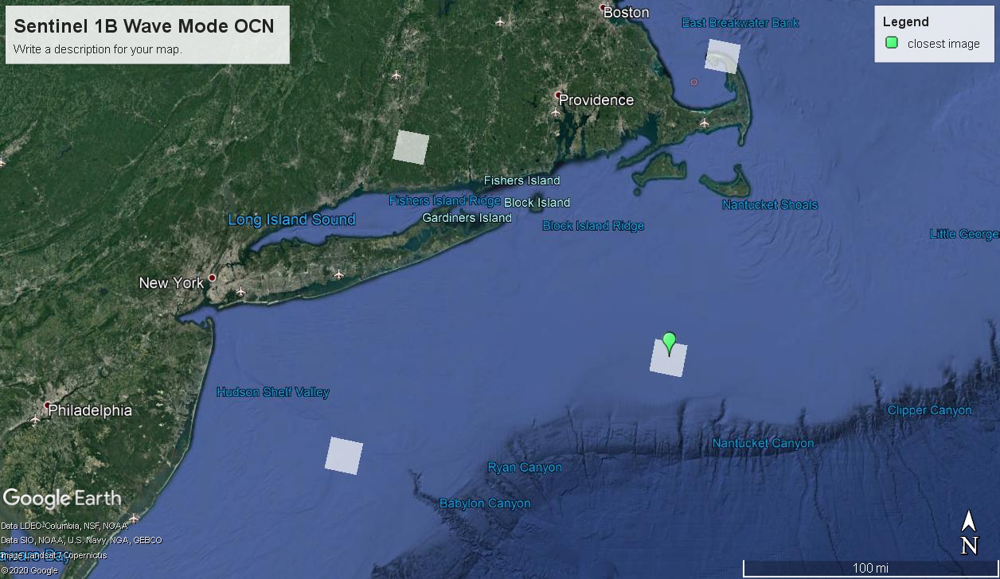 Sentinel 1B Wave Mode OCN
Write a description for your map.
Boston
East Breakwater Bank
Legend
closest image
Providence
Fishers Island
Fishers Island Ridge
Block Island
Gardiners Island
Long Island Sound
Block Island Ridge
Nantucket Shoals
Little George
New York
Hudson Shelf Valley
Philadelphia
Clipper Canyon
Nantucket Canyon
Ryan Canyon
Babylon Canyon
Google Earth
Data LDEO-Columbia, NSF, NOAA
Data SIO, NOAA, U.S. Navy, NGA, GEBCO
Image Landsat / Copernicus
Bay
© 2020 Google
N
100 mi